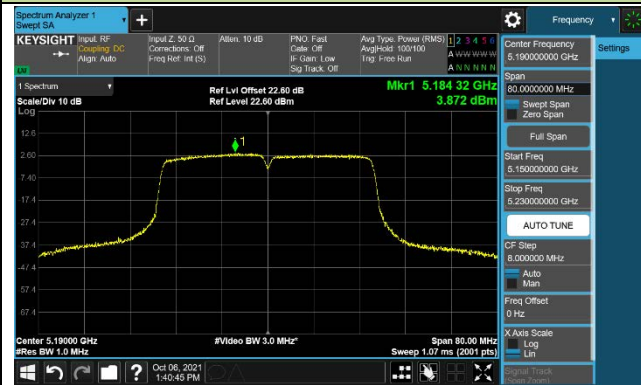 Spectrum Analyzer 1
Swept SA
+
Frequency
KEYSIGHT
Input: RF
Coupling: DC
Align: Auto
Input Z: 50 Ω
Corrections: Off
Freq Ref: Int (S)
Atten: 10 dB
PNO: Fast
Gate: Off
IF Gain: Low
Sig Track: Off
Avg Type: Power (RMS)
Avg|Hold: 100/100
Trig: Free Run
1 2 3 4 5 6
A W W W W W
A N N N N N
LNI
1 Spectrum
Scale/Div 10 dB
Log
Ref Lvl Offset 22.60 dB
Ref Level 22.60 dBm
Mkr1 5.184 32 GHz
3.872 dBm
1
12.6
2.60
-7.40
-17.4
-27.4
-37.4
-47.4
-57.4
-67.4
Center 5.19000 GHz
#Res BW 1.0 MHz
#Video BW 3.0 MHz*
Span 80.00 MHz
Sweep 1.07 ms (2001 pts)
?
Oct 06, 2021
1:40:45 PM
Center Frequency
5.190000000 GHz
Settings
Span
80.0000000 MHz
Swept Span
Zero Span
Full Span
Start Freq
5.150000000 GHz
Stop Freq
5.230000000 GHz
AUTO TUNE
CF Step
8.000000 MHz
Auto
Man
Freq Offset
0 Hz
X Axis Scale
Log
Lin
Signal Track
(Span Zoom)